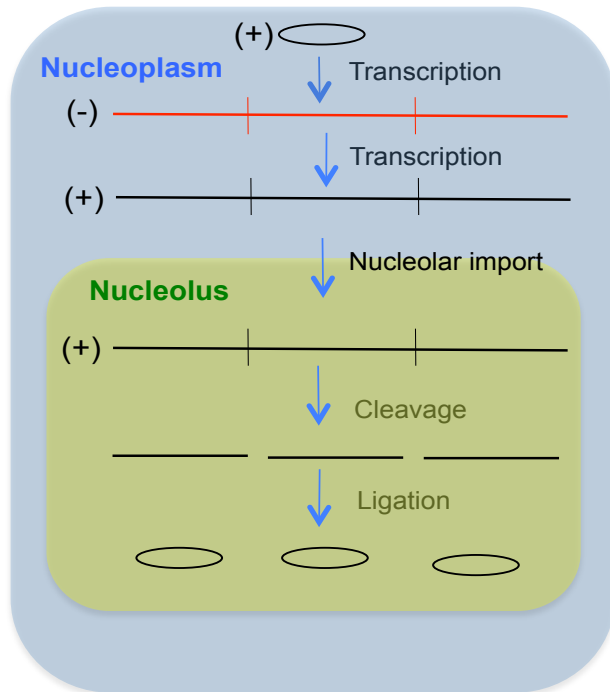 (+)
Nucleoplasm
Transcription
(-)
Transcription
(+)
Nucleolar import
Nucleolus
(+)
Cleavage
Ligation